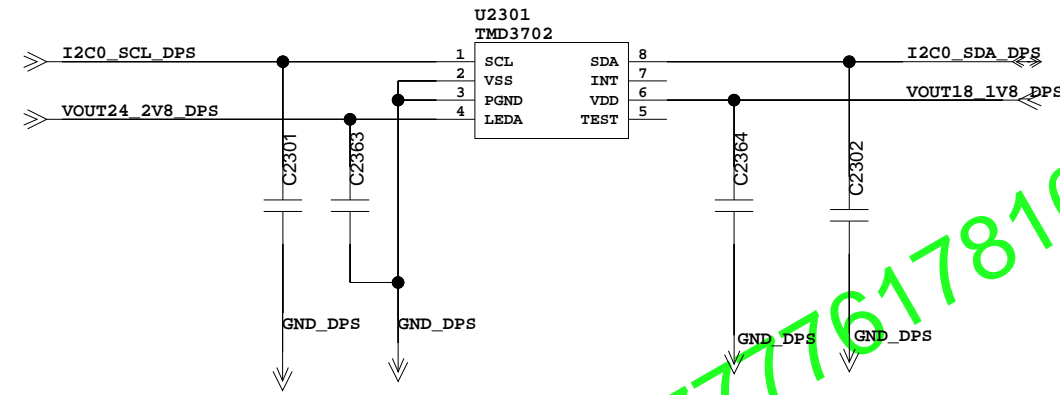 U2301
TMD3702
I2C0_SCL_DPS
1 SCL SDA 8
I2C0_SDA_DPS
2 VSS INT 7
3 PGND VDD 6
VOUT18_1V8_DPS
VOUT24_2V8_DPS
4 LEDA TEST 5
C2301
C2363
C2364
C2302
GND_DPS
GND_DPS
GND_DPS
GND_DPS